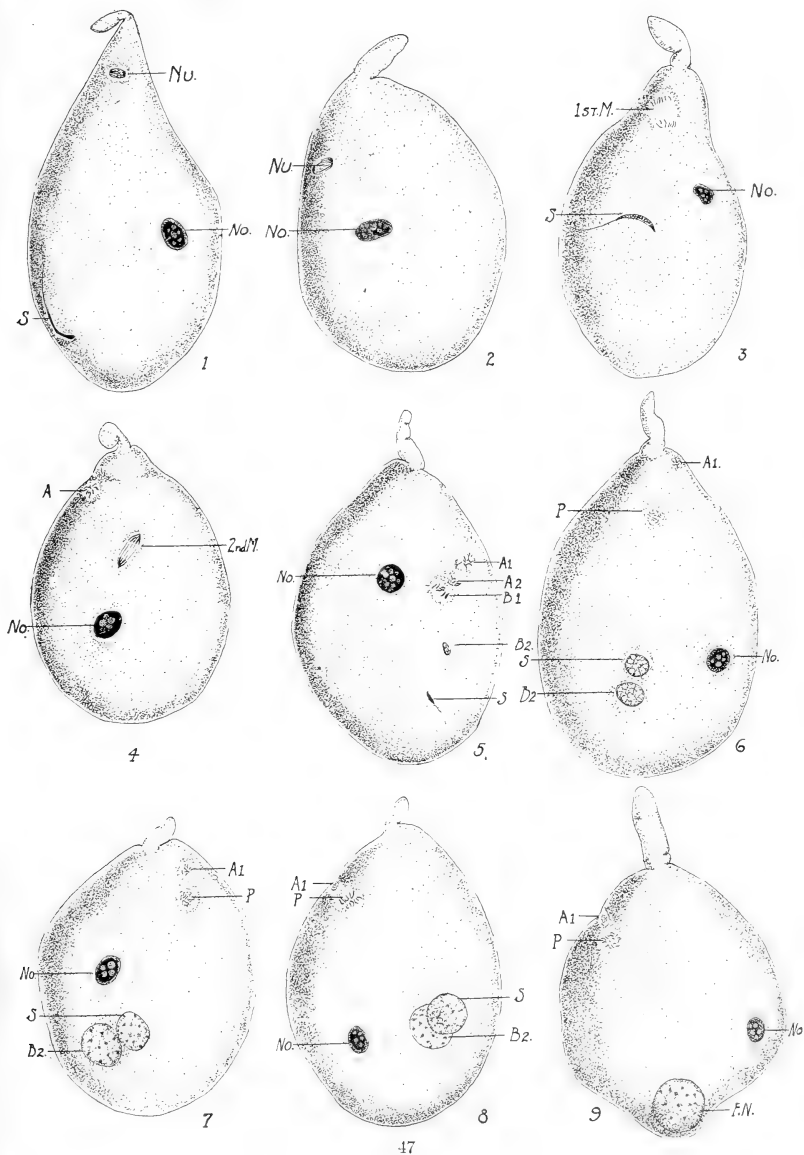 Nu.
No.
S
1
Nu.
No.
2
1ST.M.
S
No.
3
A
2nd M.
No.
4
No.
A1
A2
B1
B2.
S
5.
A1.
P
S
No.
B2
6
A1
P
No
S
B2.
7
A1
P
S
No.
B2.
8
A1
P
No
F.N.
9
47